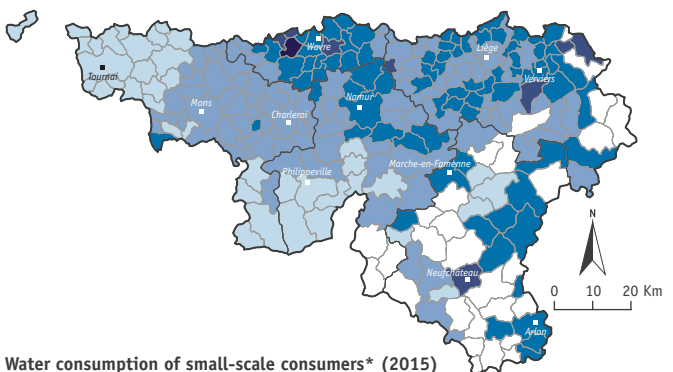 Wavre
Liège
Tournai
Verviers
Namur
Mons
Charleroi
Marche-en-Famenne
Philippeville
N
Neufchâteau
0 10 20 Km
Arlon
Water consumption of small-scale consumers* (2015)